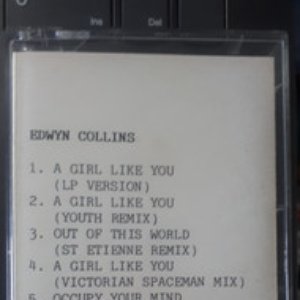 Ins
Del
EDWYN COLLINS
1. A GIRL LIKE YOU
(LP VERSION)
2. A GIRL LIKE YOU
(YOUTH REMIX)
3. OUT OF THIS WORLD
(ST ETIENNE REMIX)
4. A GIRL LIKE YOU
(VICTORIAN SPACEMAN MIX)
5. OCCUPY YOUR MIND